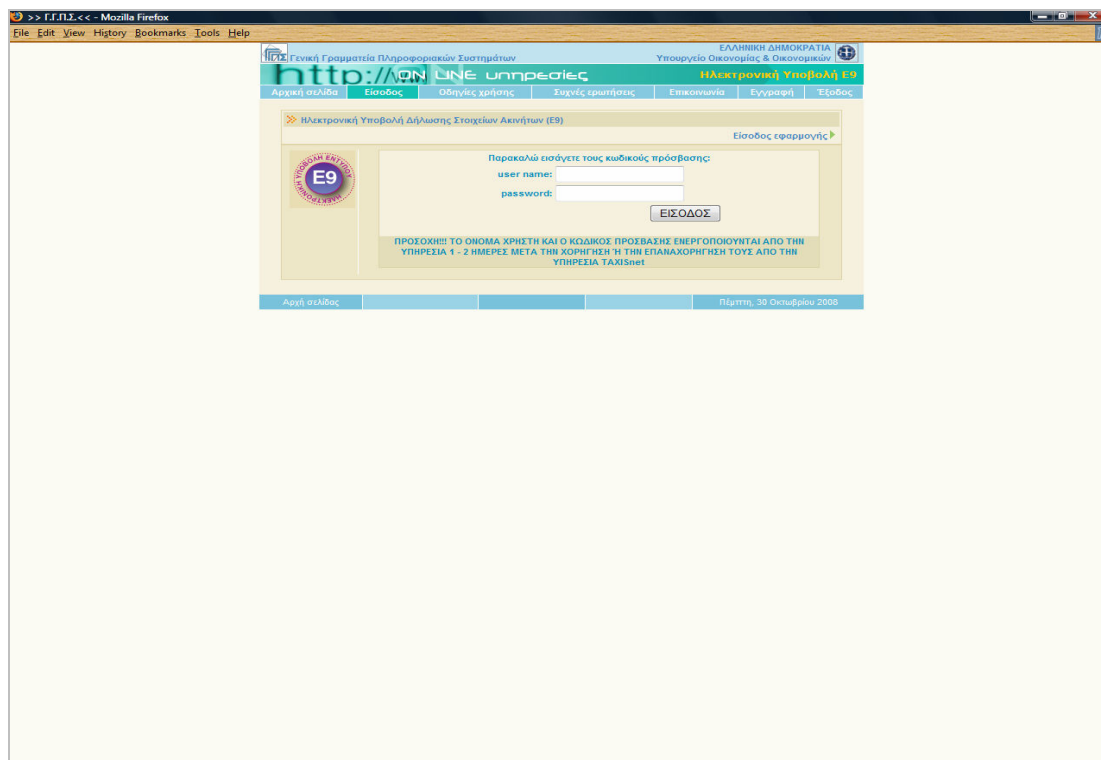 >> Γ.Γ.Π.Σ.<< - Mozilla Firefox
File Edit View History Bookmarks Tools Help
Γενική Γραμματεία Πληροφοριακών Συστημάτων
ΕΛΛΗΝΙΚΗ ΔΗΜΟΚΡΑΤΙΑ
Υπουργείο Οικονομίας & Οικονομικών
http://
ON LINE υπηρεσίες
Ηλεκτρονική Υποβολή Ε9
Αρχική σελίδα Είσοδος Οδηγίες χρήσης Συχνές ερωτήσεις Επικοινωνία Εγγραφή Έξοδος
Ηλεκτρονική Υποβολή Δήλωσης Στοιχείων Ακινήτων (Ε9)
Είσοδος εφαρμογής
ΗΛΕΚΤΡΟΝΙΚΗ ΥΠΟΒΟΛΗ ΕΝΤΥΠΟΥ
Ε9
Παρακαλώ εισάγετε τους κωδικούς πρόσβασης:
user name:
password:
ΕΙΣΟΔΟΣ
ΠΡΟΣΟΧΗ!!! ΤΟ ΟΝΟΜΑ ΧΡΗΣΤΗ ΚΑΙ Ο ΚΩΔΙΚΟΣ ΠΡΟΣΒΑΣΗΣ ΕΝΕΡΓΟΠΟΙΟΥΝΤΑΙ ΑΠΟ ΤΗΝ
ΥΠΗΡΕΣΙΑ 1 - 2 ΗΜΕΡΕΣ ΜΕΤΑ ΤΗΝ ΧΟΡΗΓΗΣΗ Ή ΤΗΝ ΕΠΑΝΑΧΟΡΗΓΗΣΗ ΤΟΥΣ ΑΠΟ ΤΗΝ
ΥΠΗΡΕΣΙΑ TAXISnet
Αρχή σελίδας
Πέμπτη, 30 Οκτωβρίου 2008